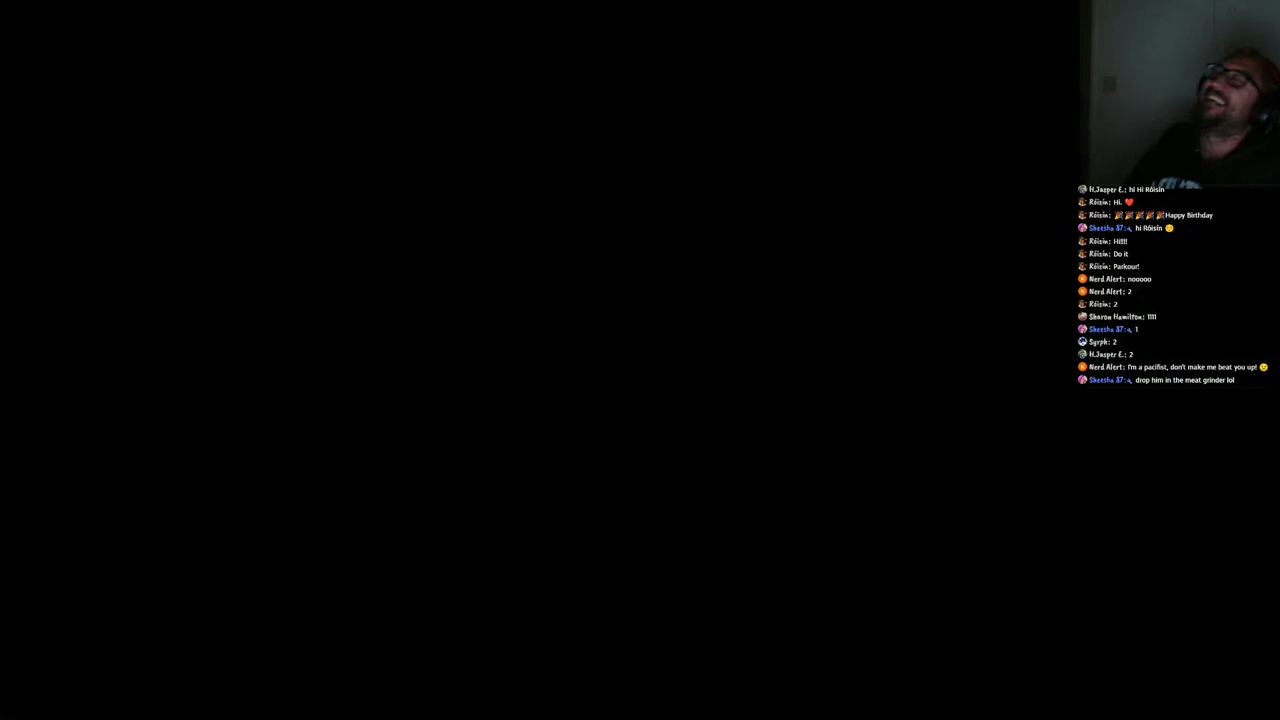 H.Jasper E.: hi Hi Róisín
Róisín: Hi. ❤️
Róisín: 🎉🎉🎉🎉🎉Happy Birthday
Sheesha 87: hi Róisín ☺️
Róisín: Hi!!!!
Róisín: Do it
Róisín: Parkour!
Nerd Alert: nooooo
Nerd Alert: 2
Róisín: 2
Sharon Hamilton: 1111
Sheesha 87: 1
Syrph: 2
H.Jasper E.: 2
Nerd Alert: I'm a pacifist, don't make me beat you up! 😉
Sheesha 87: drop him in the meat grinder lol